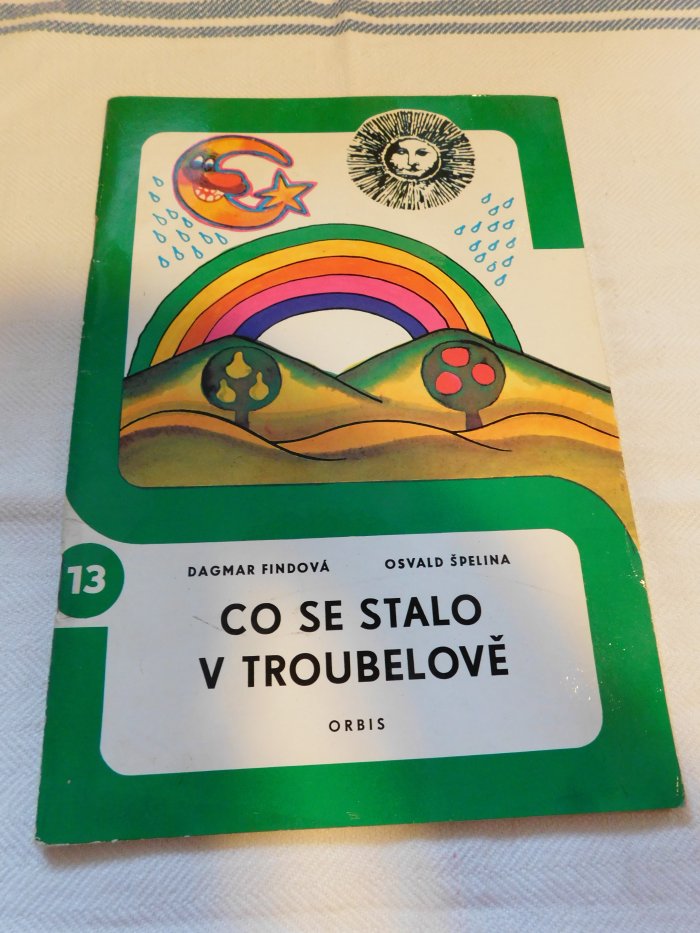 13
DAGMAR FINDOVÁ OSVALD ŠPELINA
CO SE STALO
V TROUBELOVĚ
ORBIS